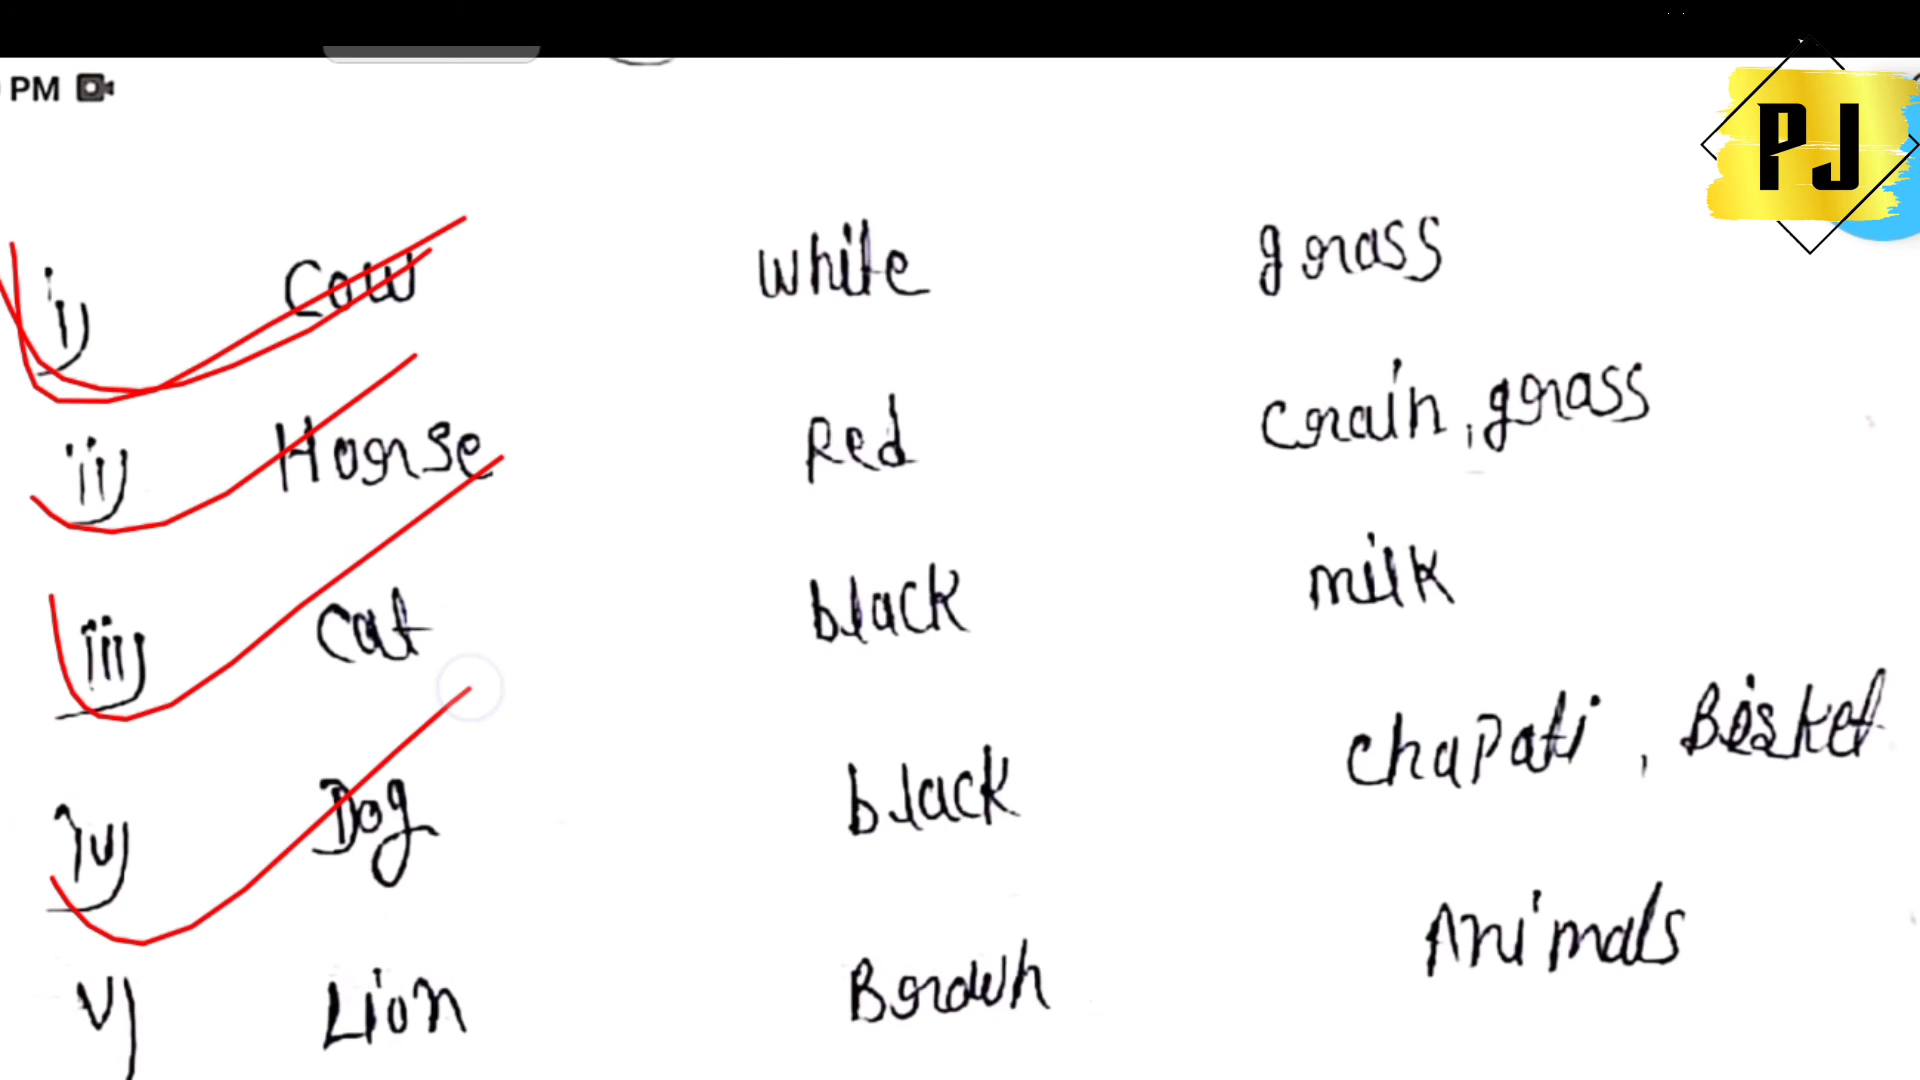 PM
PJ
i) Cow white grass
ii) Horse Red Crain, grass
iii) Cat black milk
iv) Dog black chapati, Bisket
v) Lion Brown Animals